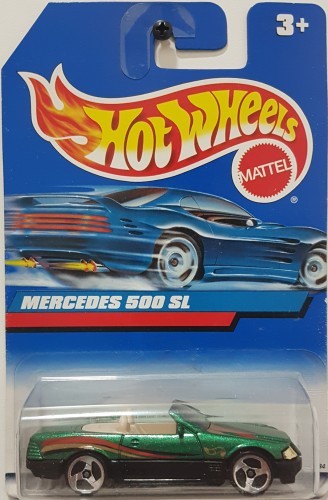 3+
HOT WHEELS
MATTEL
®
MERCEDES 500 SL